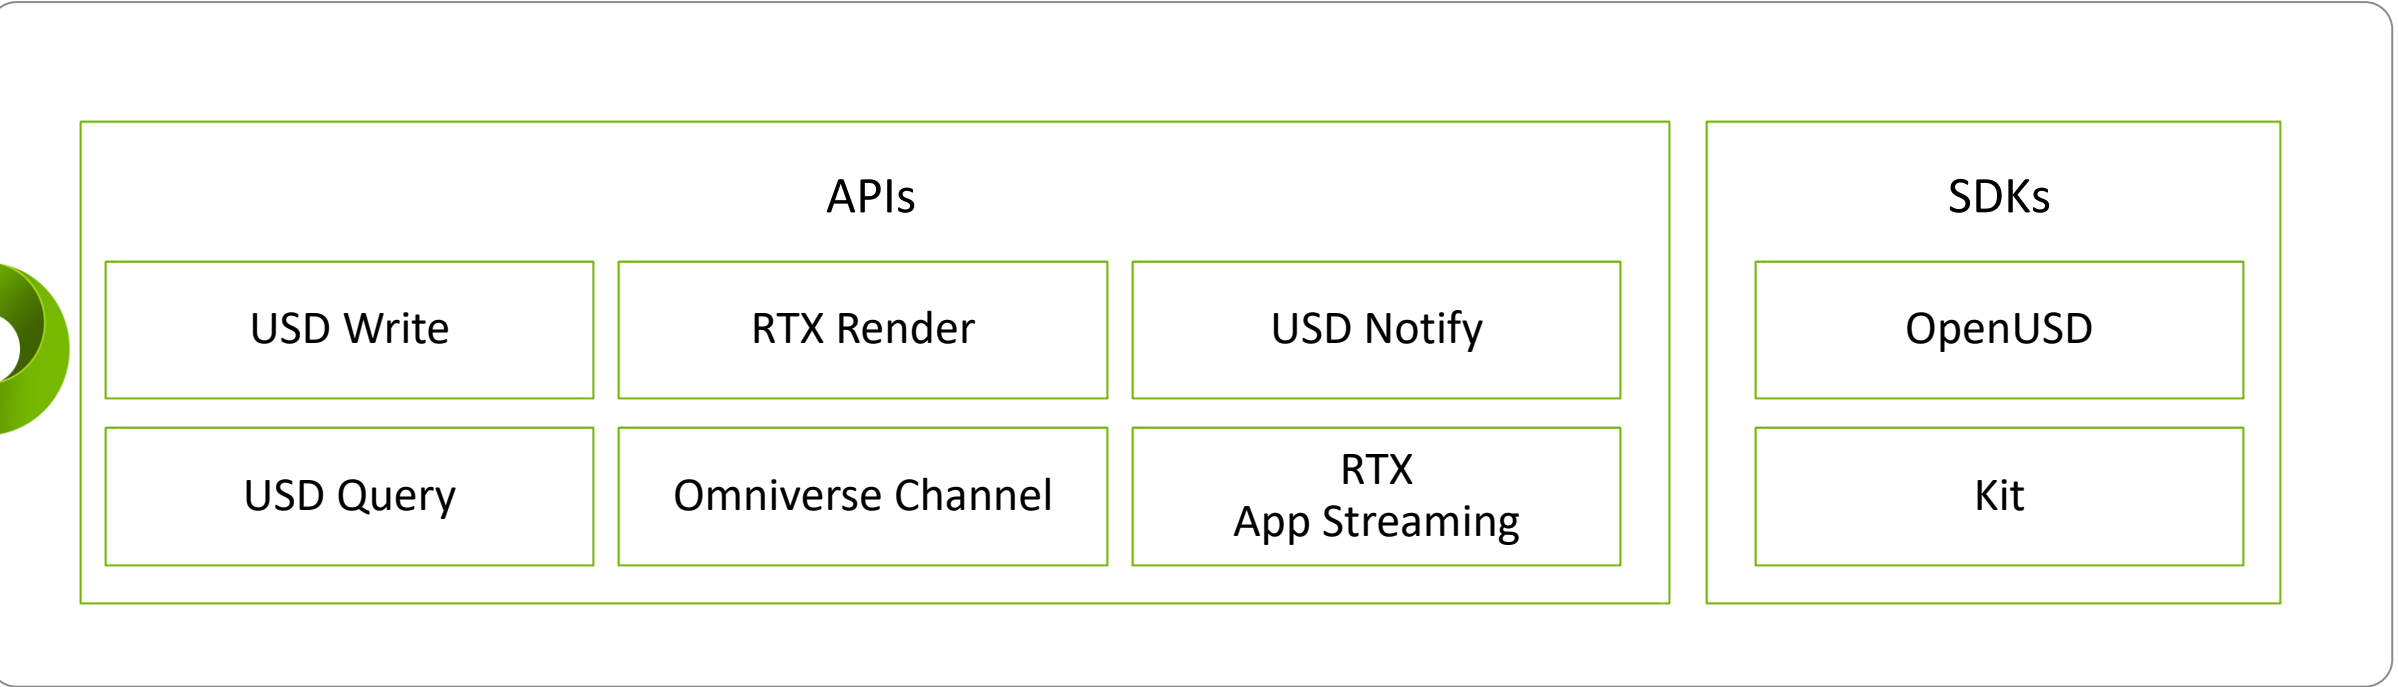 APIs
USD Write
RTX Render
USD Notify
USD Query
Omniverse Channel
RTX
App Streaming
SDKs
OpenUSD
Kit